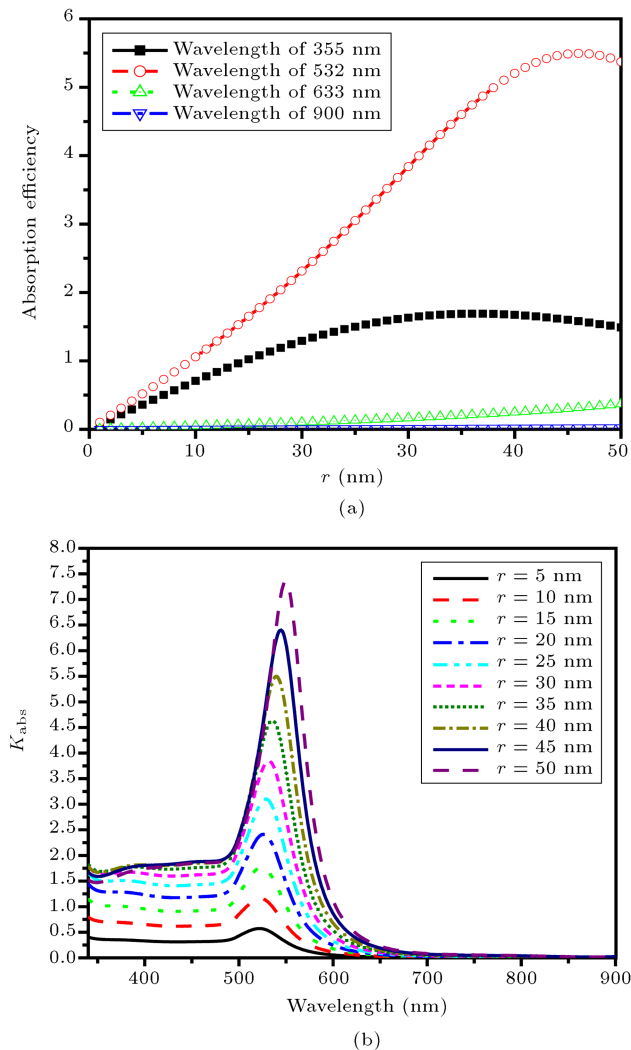 6
5
4
3
2
1
0
Absorption efficiency
Wavelength of 355 nm
Wavelength of 532 nm
Wavelength of 633 nm
Wavelength of 900 nm
0 10 30 30 40 50
r (nm)
(a)
8.0
7.5
7.0
6.5
6.0
5.5
5.0
4.5
4.0
3.5
3.0
2.5
2.0
1.5
1.0
0.5
0.0
Kabs
r = 5 nm
r = 10 nm
r = 15 nm
r = 20 nm
r = 25 nm
r = 30 nm
r = 35 nm
r = 40 nm
r = 45 nm
r = 50 nm
400 500 600 700 800 900
Wavelength (nm)
(b)